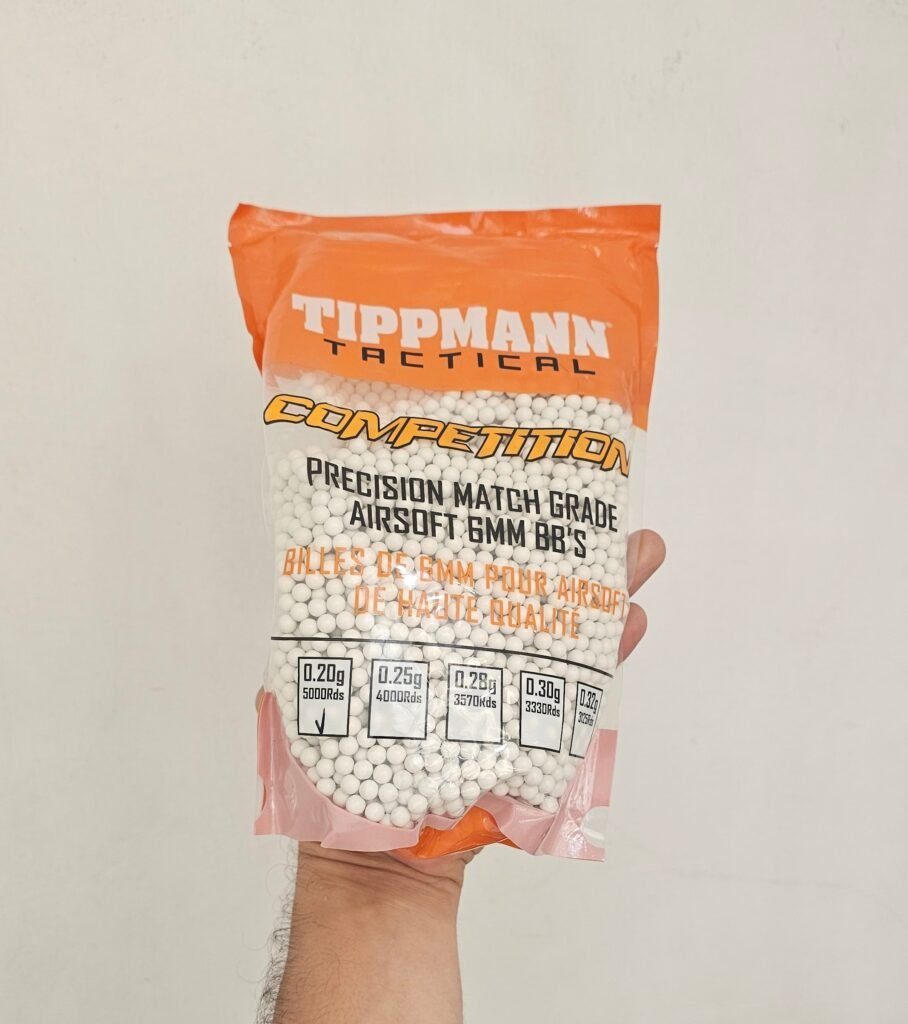 TIPPMANN
TACTICAL
COMPETITION
PRECISION MATCH GRADE
AIRSOFT 6MM BB'S
BILLES DE 6MM POUR AIRSOFT
DE HAUTE QUALITÉ
0.20g 0.25g 0.28g 0.30g 0.32g
5000Rds 4000Rds 3570Rds 3330Rds 3125Rds